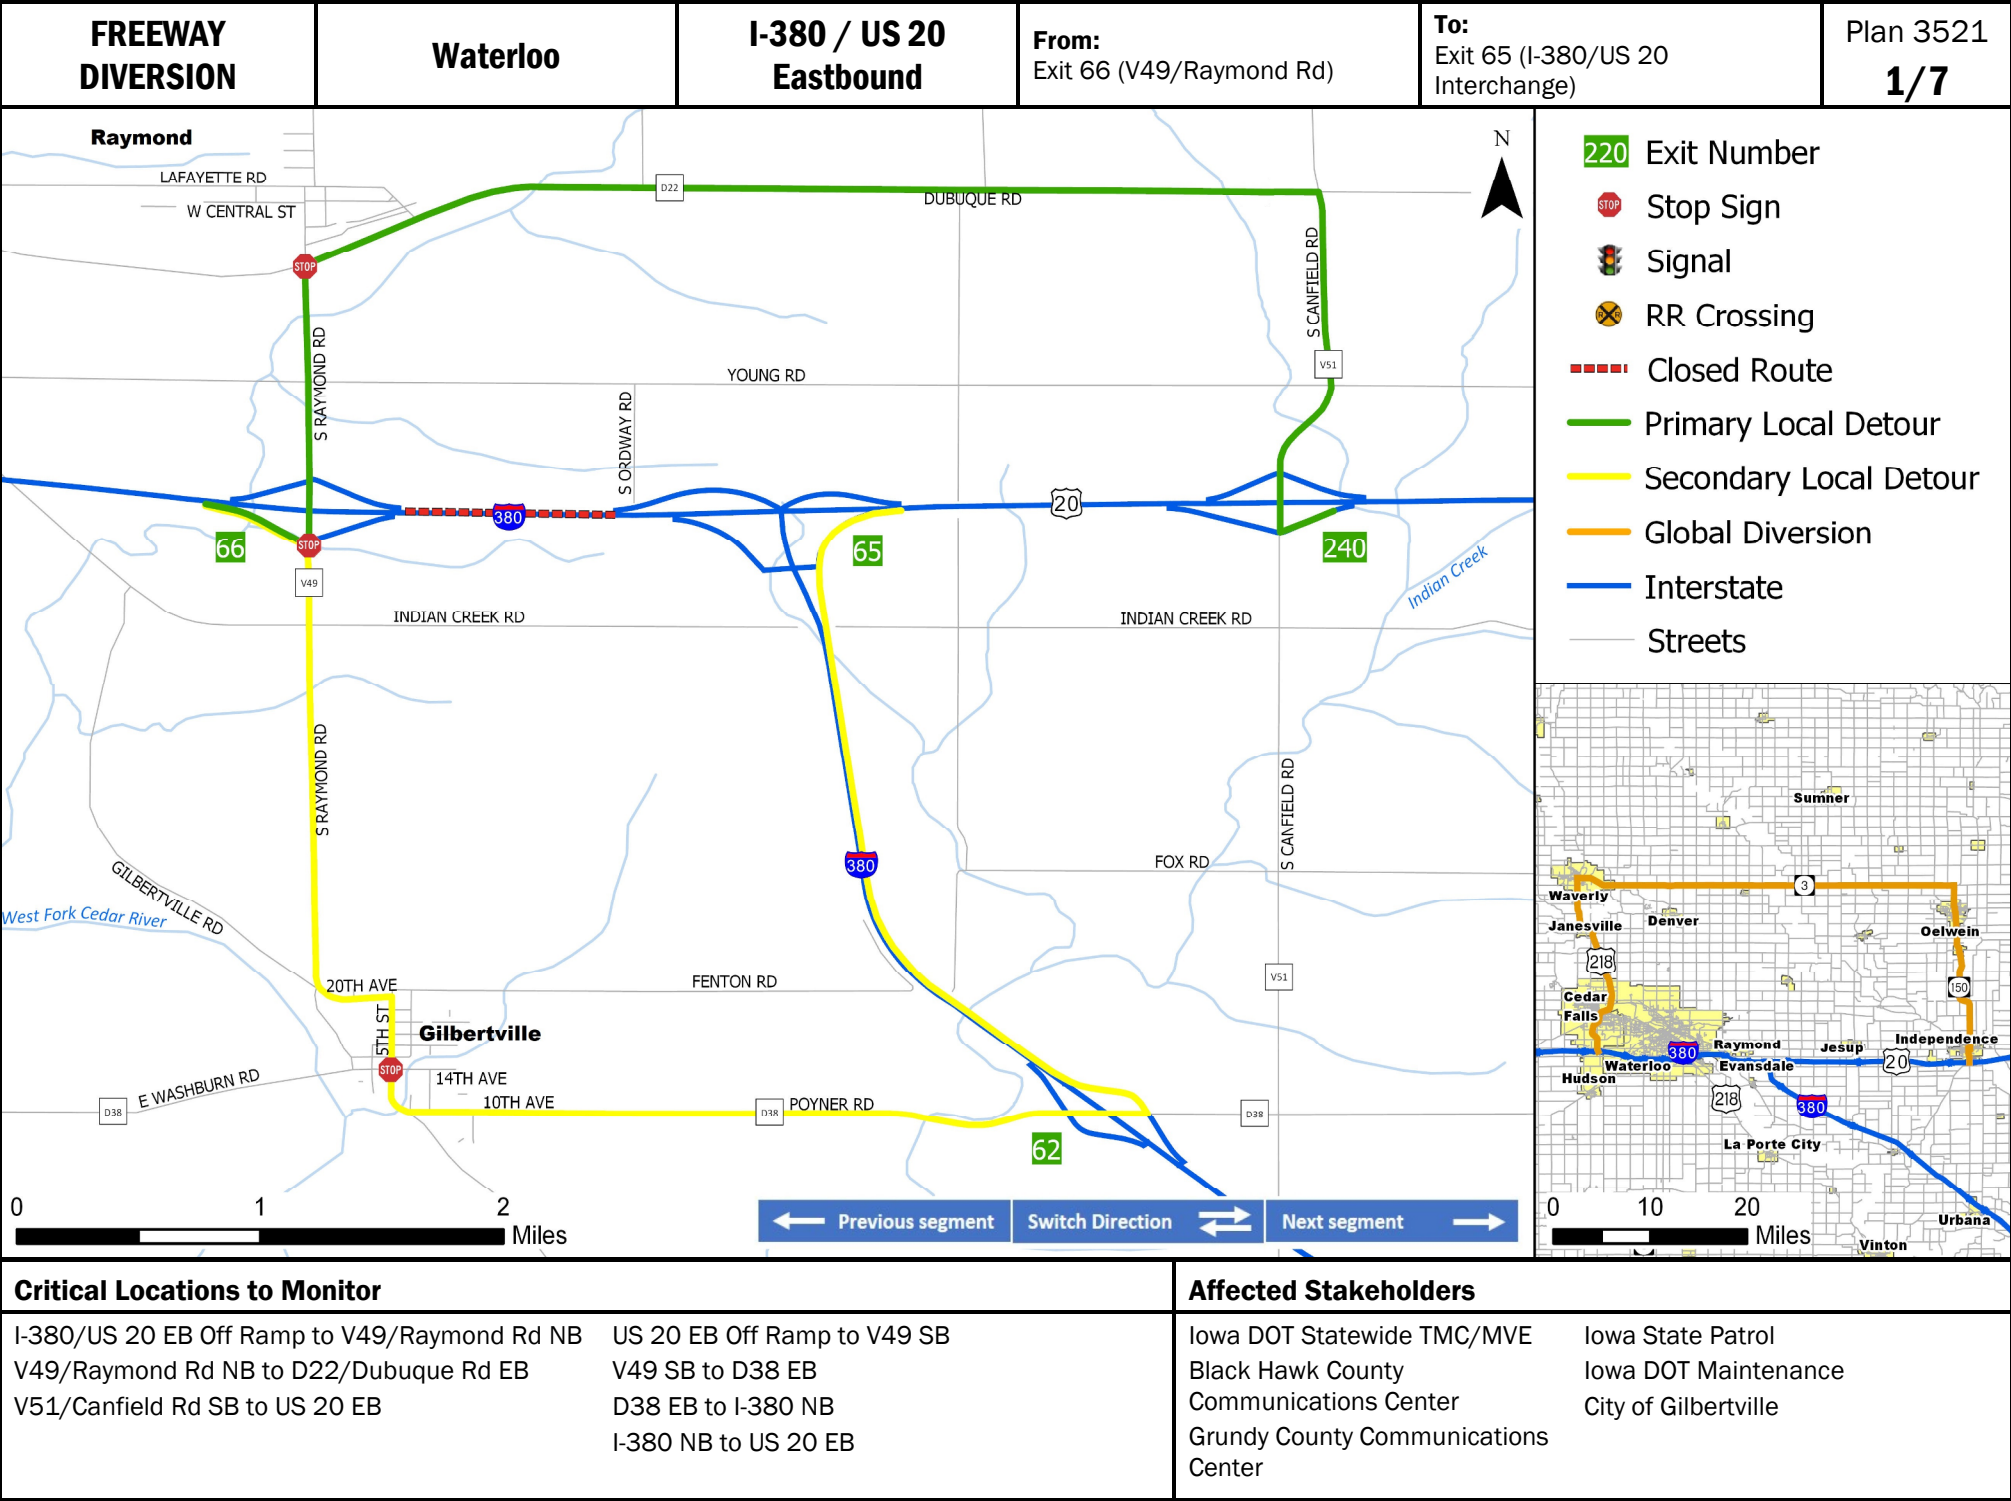 FREEWAY
DIVERSION
Waterloo
I-380 / US 20
Eastbound
From:
Exit 66 (V49/Raymond Rd)
To:
Exit 65 (I-380/US 20
Interchange)
Plan 3521
1/7
Raymond
LAFAYETTE RD
W CENTRAL ST
D22
DUBUQUE RD
N
STOP
S RAYMOND RD
S CANFIELD RD
V51
YOUNG RD
S ORDWAY RD
380
20
66
STOP
65
240
V49
Indian Creek
INDIAN CREEK RD
INDIAN CREEK RD
S RAYMOND RD
S CANFIELD RD
380
FOX RD
GILBERTVILLE RD
West Fork Cedar River
20TH AVE
FENTON RD
V51
5TH ST
Gilbertville
STOP
14TH AVE
E WASHBURN RD
10TH AVE
D38
D38
POYNER RD
D38
62
0 1 2
Miles
Previous segment
Switch Direction
Next segment
220 Exit Number
STOP Stop Sign
Signal
R R RR Crossing
Closed Route
Primary Local Detour
Secondary Local Detour
Global Diversion
Interstate
Streets
Sumner
3
Waverly
Janesville
Denver
Oelwein
218
150
Cedar
Falls
Raymond
Jesup
Independence
380
20
Waterloo
Evansdale
Hudson
218
380
La Porte City
0 10 20
Miles
Urbana
Vinton
Critical Locations to Monitor
I-380/US 20 EB Off Ramp to V49/Raymond Rd NB
V49/Raymond Rd NB to D22/Dubuque Rd EB
V51/Canfield Rd SB to US 20 EB
US 20 EB Off Ramp to V49 SB
V49 SB to D38 EB
D38 EB to I-380 NB
I-380 NB to US 20 EB
Affected Stakeholders
Iowa DOT Statewide TMC/MVE
Black Hawk County
Communications Center
Grundy County Communications
Center
Iowa State Patrol
Iowa DOT Maintenance
City of Gilbertville